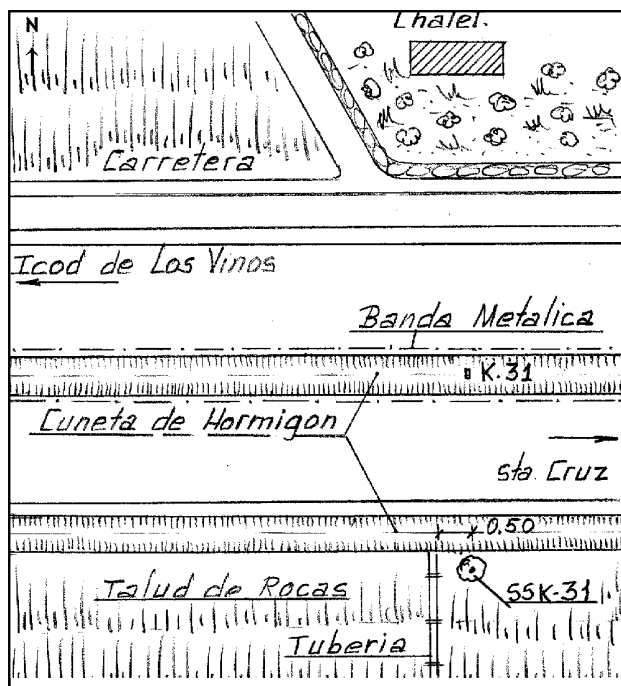 Chalet.
N
Carretera
Icod de Los Vinos
Banda Metalica
K.31
Cuneta de Hormigon
Sta. Cruz
0,50
Talud de Rocas
SSK-31
Tuberia